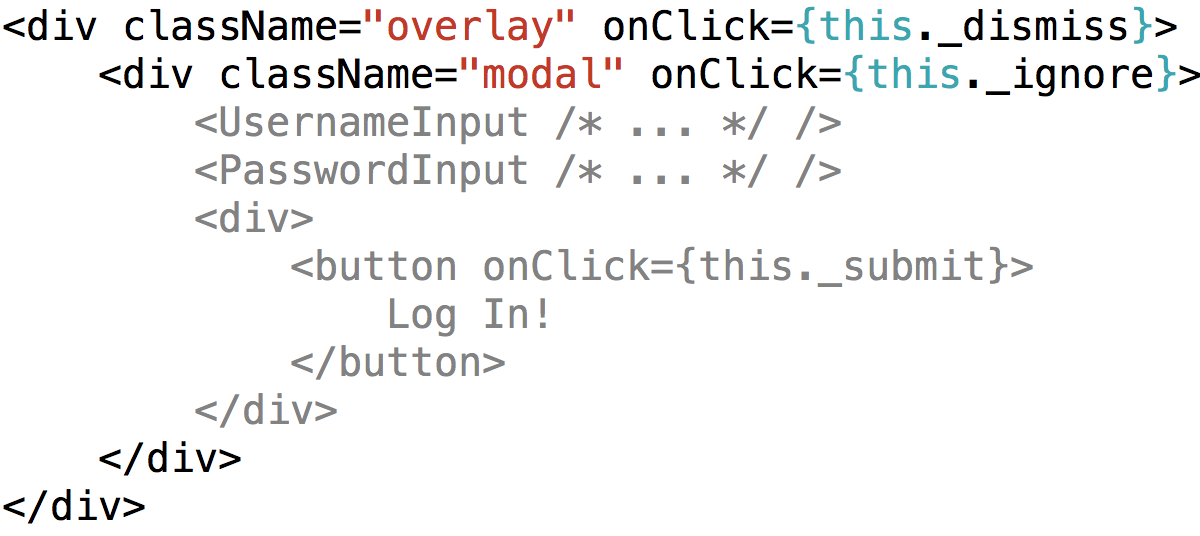 <div className="overlay" onClick={this._dismiss}>
    <div className="modal" onClick={this._ignore}>
        <UsernameInput /* ... */ />
        <PasswordInput /* ... */ />
        <div>
            <button onClick={this._submit}>
                Log In!
            </button>
        </div>
    </div>
</div>